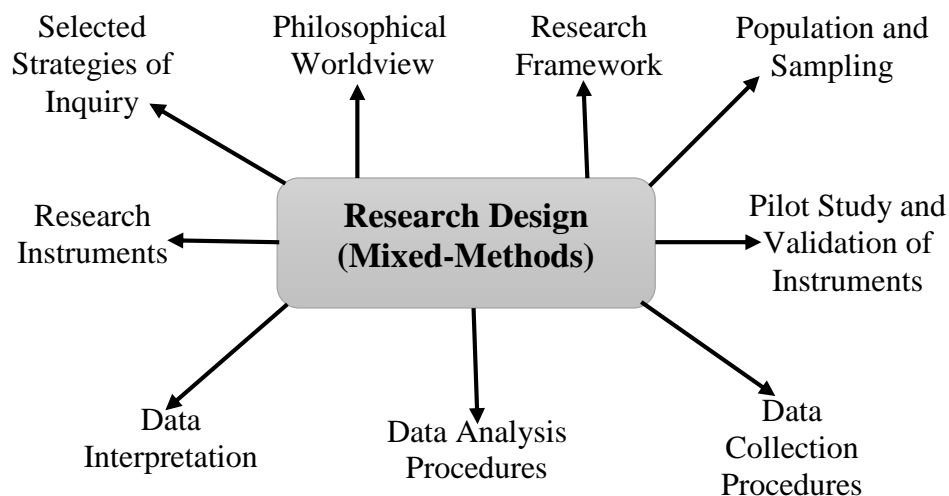 Selected
Strategies of
Inquiry
Philosophical
Worldview
Research
Framework
Population and
Sampling
Research
Instruments
Research Design
(Mixed-Methods)
Pilot Study and
Validation of
Instruments
Data
Interpretation
Data Analysis
Procedures
Data
Collection
Procedures